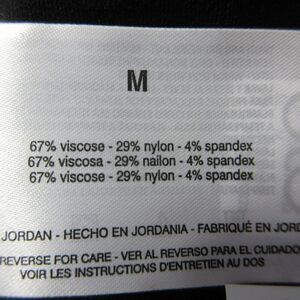 M
67% viscose - 29% nylon - 4% spandex
67% viscosa - 29% nailon - 4% spandex
67% viscose - 29% nylon - 4% spandex
JORDAN - HECHO EN JORDANIA - FABRIQUÉ EN JOR
REVERSE FOR CARE - VER AL REVERSO PARA EL CUIDADO
VOIR LES INSTRUCTIONS D'ENTRETIEN AU DOS